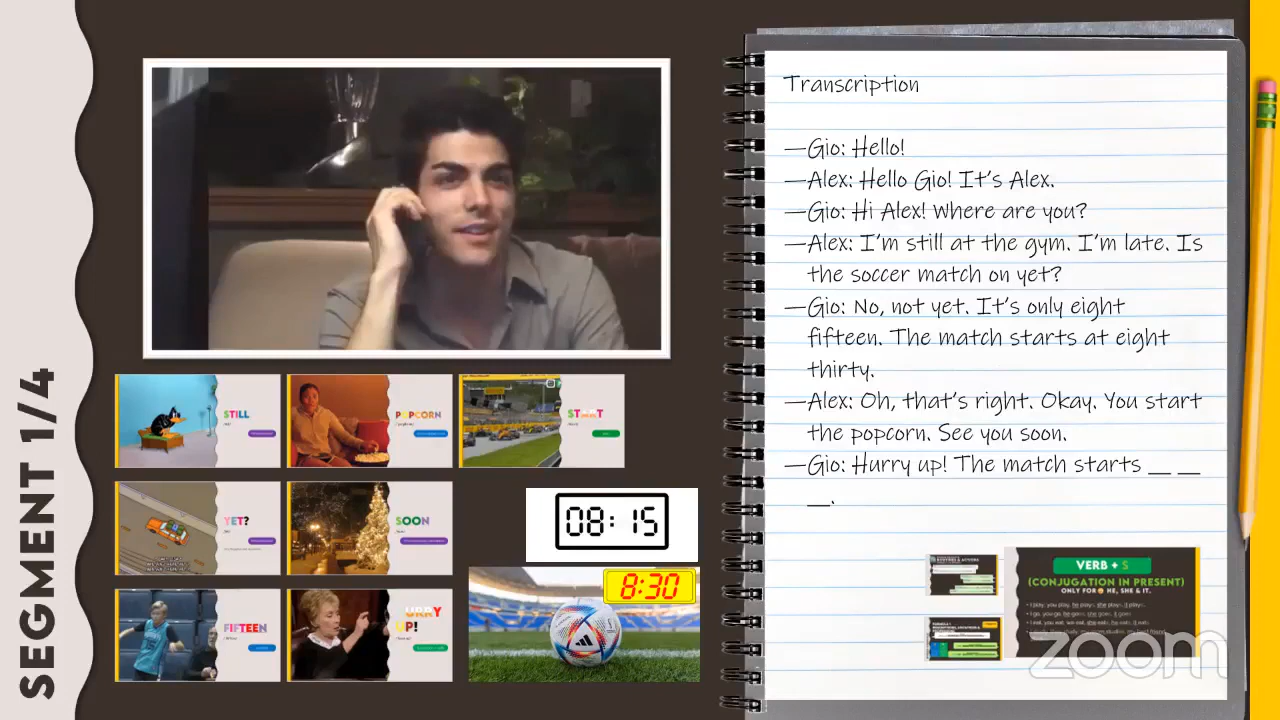 SEGMENT 1/4
Transcription
—Gio: Hello!
—Alex: Hello Gio! It's Alex.
—Gio: Hi Alex! Where are you?
—Alex: I'm still at the gym. I'm late. Is
the soccer match on yet?
—Gio: No, not yet. It's only eight
fifteen. The match starts at eight
thirty.
—Alex: Oh, that's right. Okay. You start
the popcorn. See you soon.
—Gio: Hurry up! The match starts __ __
__.
STILL
POPCORN
YET?
SOON
08:15
8:30
FIFTEEN
VERB + S
(CONJUGATION IN PRESENT)
ONLY FOR HE, SHE & IT.
zoom